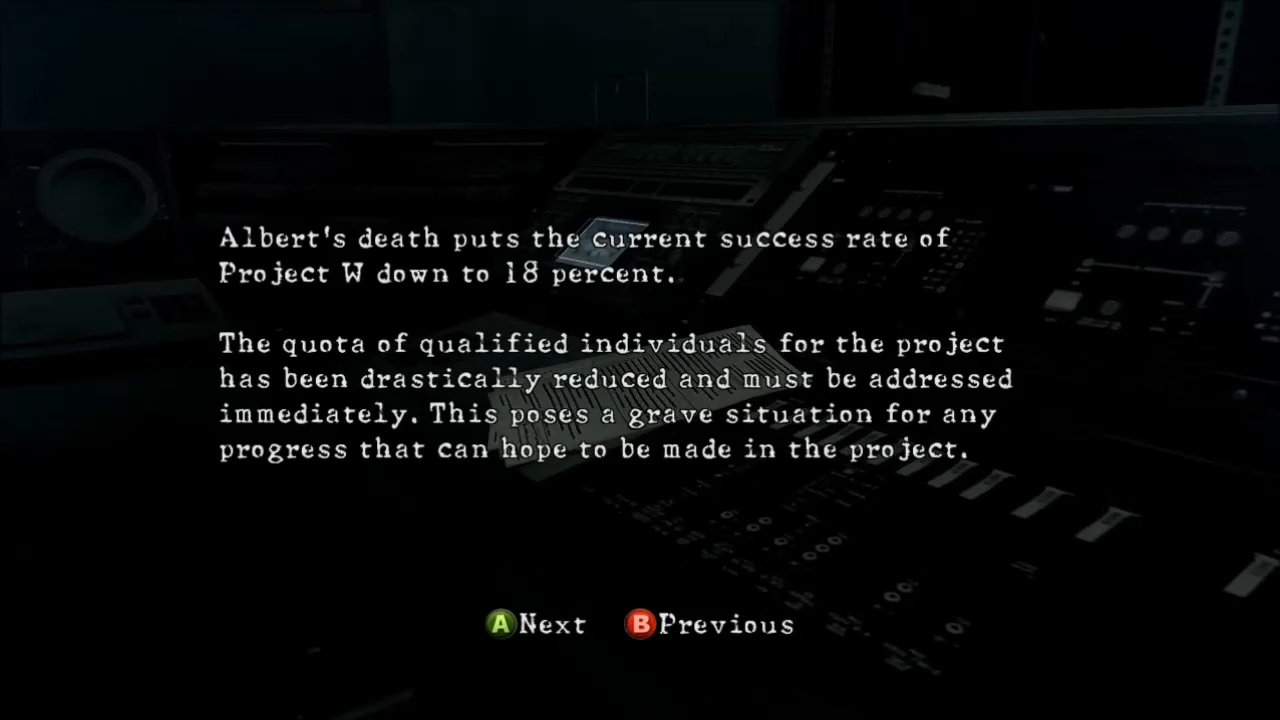 Albert's death puts the current success rate of
Project W down to 18 percent.
The quota of qualified individuals for the project
has been drastically reduced and must be addressed
immediately. This poses a grave situation for any
progress that can hope to be made in the project.
A Next B Previous